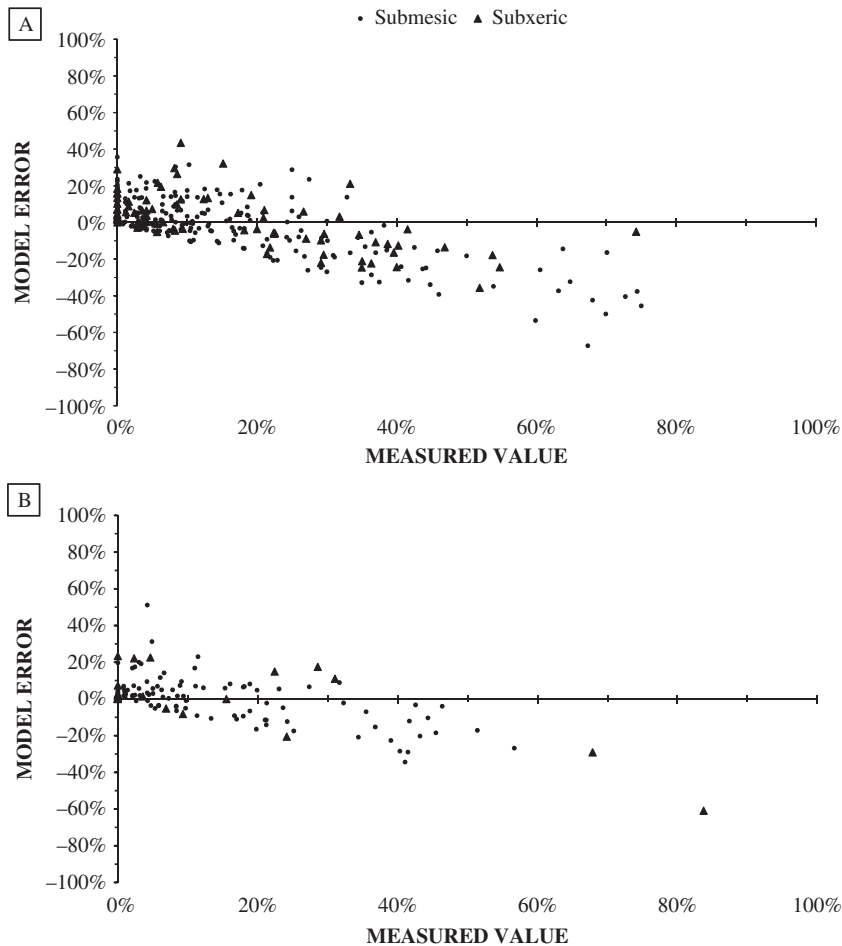 A
• Submesic ▲ Subxeric
100%
80%
60%
40%
20%
0%
–20%
–40%
–60%
–80%
–100%
MODEL ERROR
0% 20% 40% 60% 80% 100%
MEASURED VALUE
B
100%
80%
60%
40%
20%
0%
–20%
–40%
–60%
–80%
–100%
MODEL ERROR
0% 20% 40% 60% 80% 100%
MEASURED VALUE